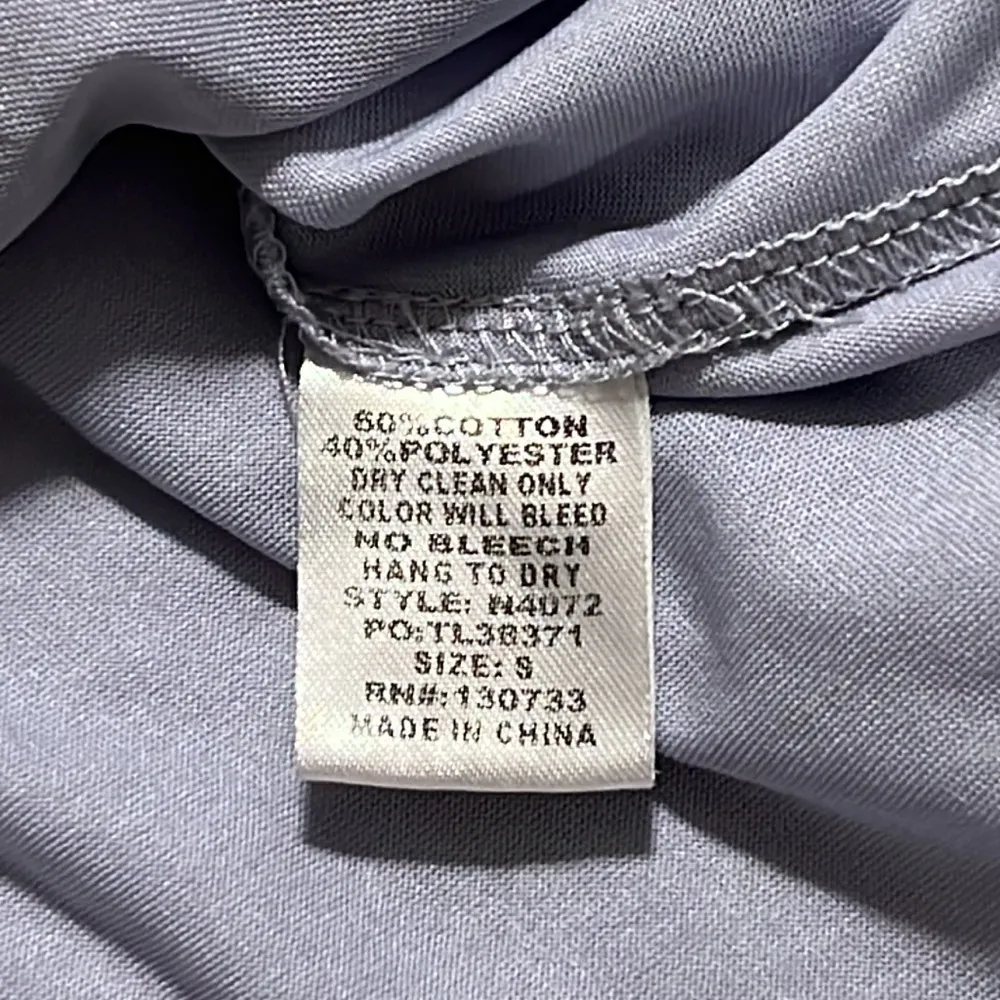 60%COTTON
40%POLYESTER
DRY CLEAN ONLY
COLOR WILL BLEED
NO BLEECH
HANG TO DRY
STYLE: N4072
PO:TL38371
SIZE: S
RN#:130733
MADE IN CHINA